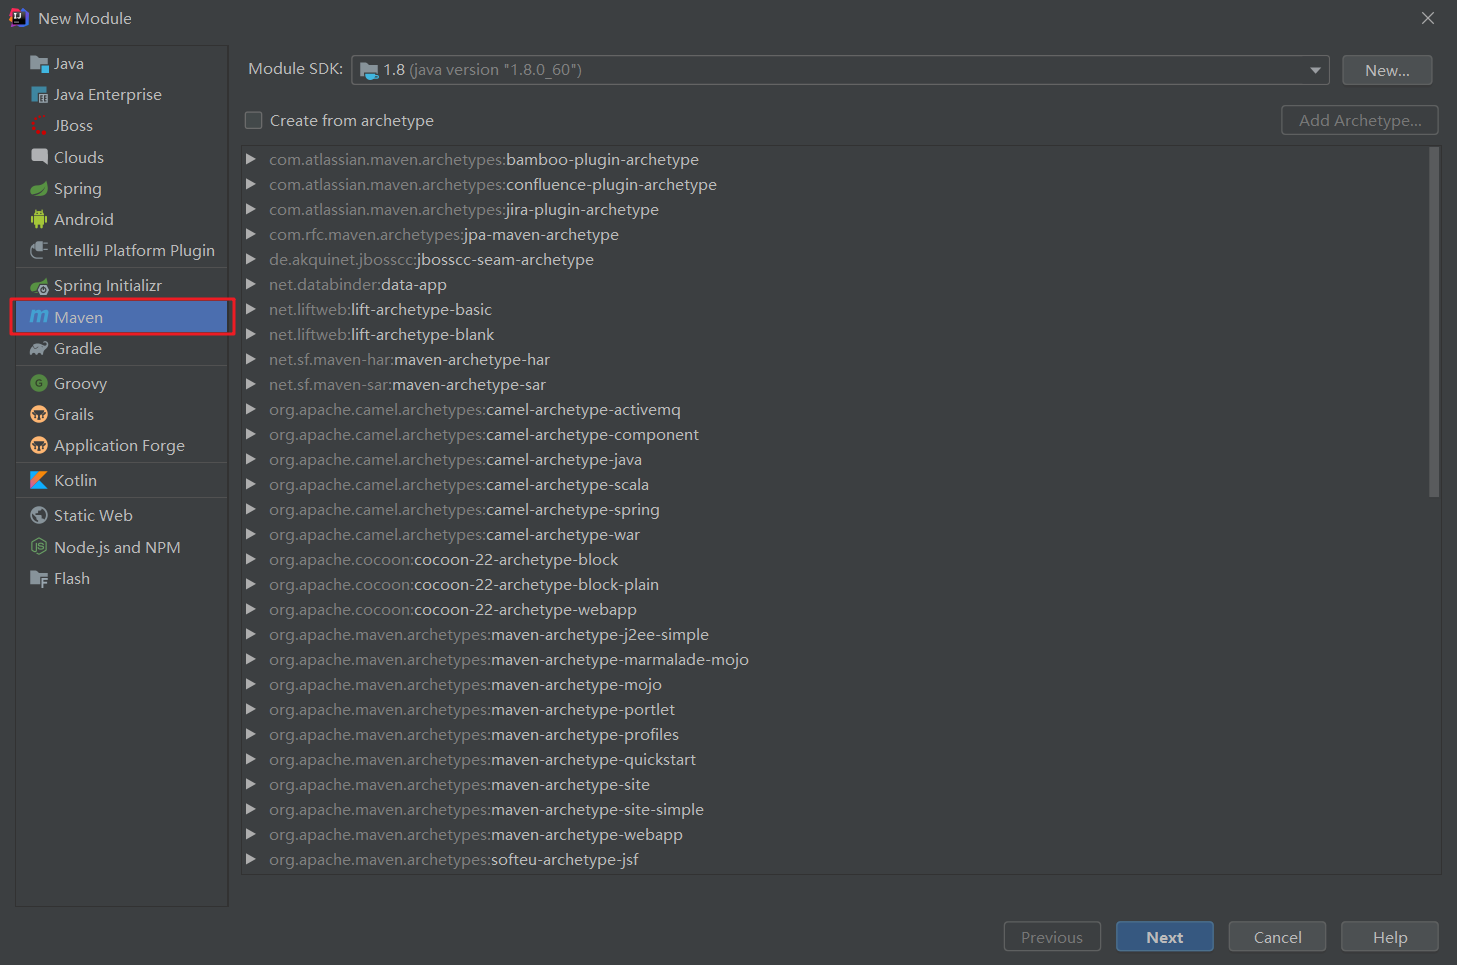 New Module
Java
Java Enterprise
JBoss
Clouds
Spring
Android
IntelliJ Platform Plugin
Spring Initializr
Maven
Gradle
Groovy
Grails
Application Forge
Kotlin
Static Web
Node.js and NPM
Flash
Module SDK: 1.8 (java version "1.8.0_60") New...
Create from archetype Add Archetype...
com.atlassian.maven.archetypes:bamboo-plugin-archetype
com.atlassian.maven.archetypes:confluence-plugin-archetype
com.atlassian.maven.archetypes:jira-plugin-archetype
com.rfc.maven.archetypes:jpa-maven-archetype
de.akquinet.jbosscc:jbosscc-seam-archetype
net.databinder:data-app
net.liftweb:lift-archetype-basic
net.liftweb:lift-archetype-blank
net.sf.maven-har:maven-archetype-har
net.sf.maven-sar:maven-archetype-sar
org.apache.camel.archetypes:camel-archetype-activemq
org.apache.camel.archetypes:camel-archetype-component
org.apache.camel.archetypes:camel-archetype-java
org.apache.camel.archetypes:camel-archetype-scala
org.apache.camel.archetypes:camel-archetype-spring
org.apache.camel.archetypes:camel-archetype-war
org.apache.cocoon:cocoon-22-archetype-block
org.apache.cocoon:cocoon-22-archetype-block-plain
org.apache.cocoon:cocoon-22-archetype-webapp
org.apache.maven.archetypes:maven-archetype-j2ee-simple
org.apache.maven.archetypes:maven-archetype-marmalade-mojo
org.apache.maven.archetypes:maven-archetype-mojo
org.apache.maven.archetypes:maven-archetype-portlet
org.apache.maven.archetypes:maven-archetype-profiles
org.apache.maven.archetypes:maven-archetype-quickstart
org.apache.maven.archetypes:maven-archetype-site
org.apache.maven.archetypes:maven-archetype-site-simple
org.apache.maven.archetypes:maven-archetype-webapp
org.apache.maven.archetypes:softeu-archetype-jsf
Previous Next Cancel Help